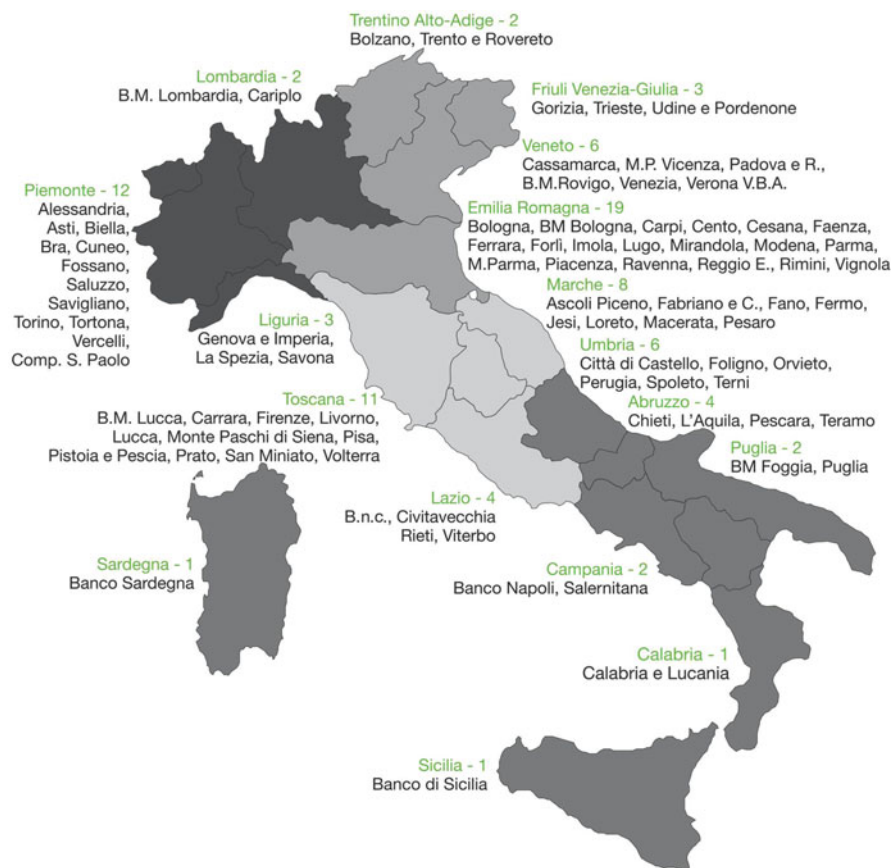 Trentino Alto-Adige - 2
Bolzano, Trento e Rovereto
Lombardia - 2
B.M. Lombardia, Cariplo
Friuli Venezia-Giulia - 3
Gorizia, Trieste, Udine e Pordenone
Veneto - 6
Cassamarca, M.P. Vicenza, Padova e R.,
B.M.Rovigo, Venezia, Verona V.B.A.
Piemonte - 12
Alessandria,
Asti, Biella,
Bra, Cuneo,
Fossano,
Saluzzo,
Savigliano,
Torino, Tortona,
Vercelli,
Comp. S. Paolo
Emilia Romagna - 19
Bologna, BM Bologna, Carpi, Cento, Cesana, Faenza,
Ferrara, Forlì, Imola, Lugo, Mirandola, Modena, Parma,
M.Parma, Piacenza, Ravenna, Reggio E., Rimini, Vignola
Marche - 8
Ascoli Piceno, Fabriano e C., Fano, Fermo,
Jesi, Loreto, Macerata, Pesaro
Liguria - 3
Genova e Imperia,
La Spezia, Savona
Umbria - 6
Città di Castello, Foligno, Orvieto,
Perugia, Spoleto, Terni
Toscana - 11
B.M. Lucca, Carrara, Firenze, Livorno,
Lucca, Monte Paschi di Siena, Pisa,
Pistoia e Pescia, Prato, San Miniato, Volterra
Abruzzo - 4
Chieti, L'Aquila, Pescara, Teramo
Puglia - 2
BM Foggia, Puglia
Lazio - 4
B.n.c., Civitavecchia
Rieti, Viterbo
Sardegna - 1
Banco Sardegna
Campania - 2
Banco Napoli, Salernitana
Calabria - 1
Calabria e Lucania
Sicilia - 1
Banco di Sicilia